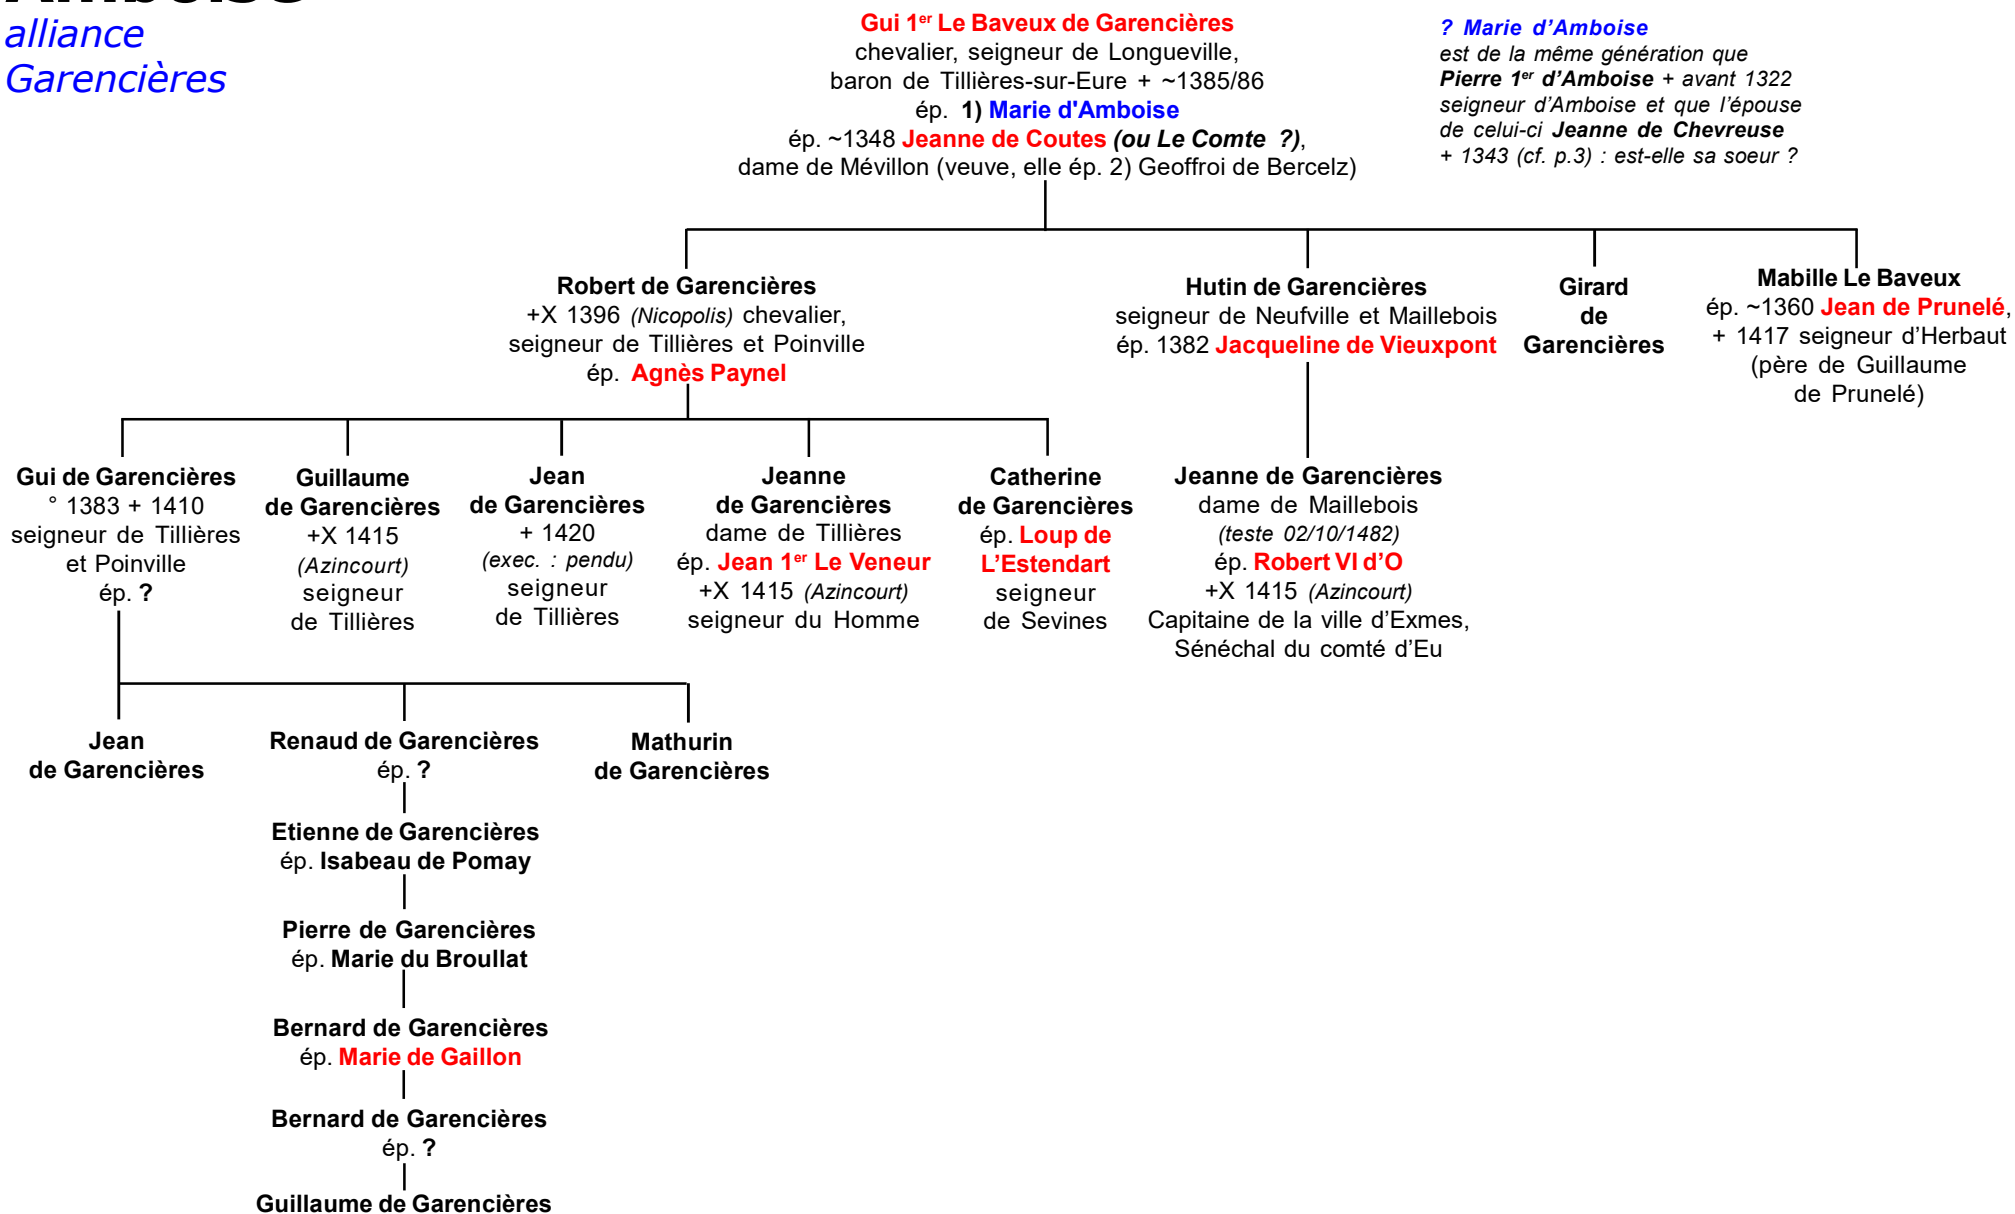 alliance
Garencières
Gui 1er Le Baveux de Garencières
chevalier, seigneur de Longueville,
baron de Tillières-sur-Eure + ~1385/86
ép. 1) Marie d'Amboise
ép. ~1348 Jeanne de Coutes (ou Le Comte ?),
dame de Mévillon (veuve, elle ép. 2) Geoffroi de Bercelz)
? Marie d’Amboise
est de la même génération que
Pierre 1er d’Amboise + avant 1322
seigneur d’Amboise et que l’épouse
de celui-ci Jeanne de Chevreuse
+ 1343 (cf. p.3) : est-elle sa soeur ?
Robert de Garencières
+X 1396 (Nicopolis) chevalier,
seigneur de Tillières et Poinville
ép. Agnès Paynel
Hutin de Garencières
seigneur de Neufville et Maillebois
ép. 1382 Jacqueline de Vieuxpont
Girard
de
Garencières
Mabille Le Baveux
ép. ~1360 Jean de Prunelé,
+ 1417 seigneur d’Herbaut
(père de Guillaume
de Prunelé)
Gui de Garencières
° 1383 + 1410
seigneur de Tillières
et Poinville
ép. ?
Guillaume
de Garencières
+X 1415
(Azincourt)
seigneur
de Tillières
Jean
de Garencières
+ 1420
(exec. : pendu)
seigneur
de Tillières
Jeanne
de Garencières
dame de Tillières
ép. Jean 1er Le Veneur
+X 1415 (Azincourt)
seigneur du Homme
Catherine
de Garencières
ép. Loup de
L’Estendart
seigneur
de Sevines
Jeanne de Garencières
dame de Maillebois
(teste 02/10/1482)
ép. Robert VI d’O
+X 1415 (Azincourt)
Capitaine de la ville d’Exmes,
Sénéchal du comté d’Eu
Jean
de Garencières
Renaud de Garencières
ép. ?
Mathurin
de Garencières
Etienne de Garencières
ép. Isabeau de Pomay
Pierre de Garencières
ép. Marie du Broullat
Bernard de Garencières
ép. Marie de Gaillon
Bernard de Garencières
ép. ?
Guillaume de Garencières